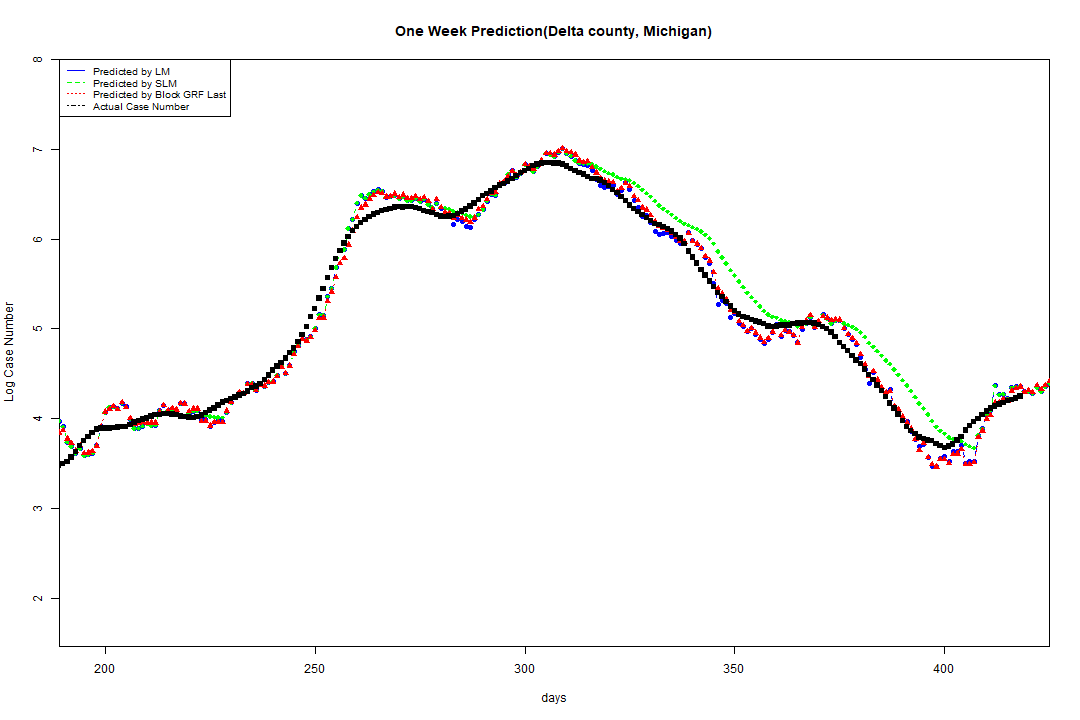 One Week Prediction(Delta county, Michigan)
Predicted by LM
Predicted by SLM
Predicted by Block GRF Last
Actual Case Number
8
7
6
5
4
3
2
Log Case Number
200 250 300 350 400
days